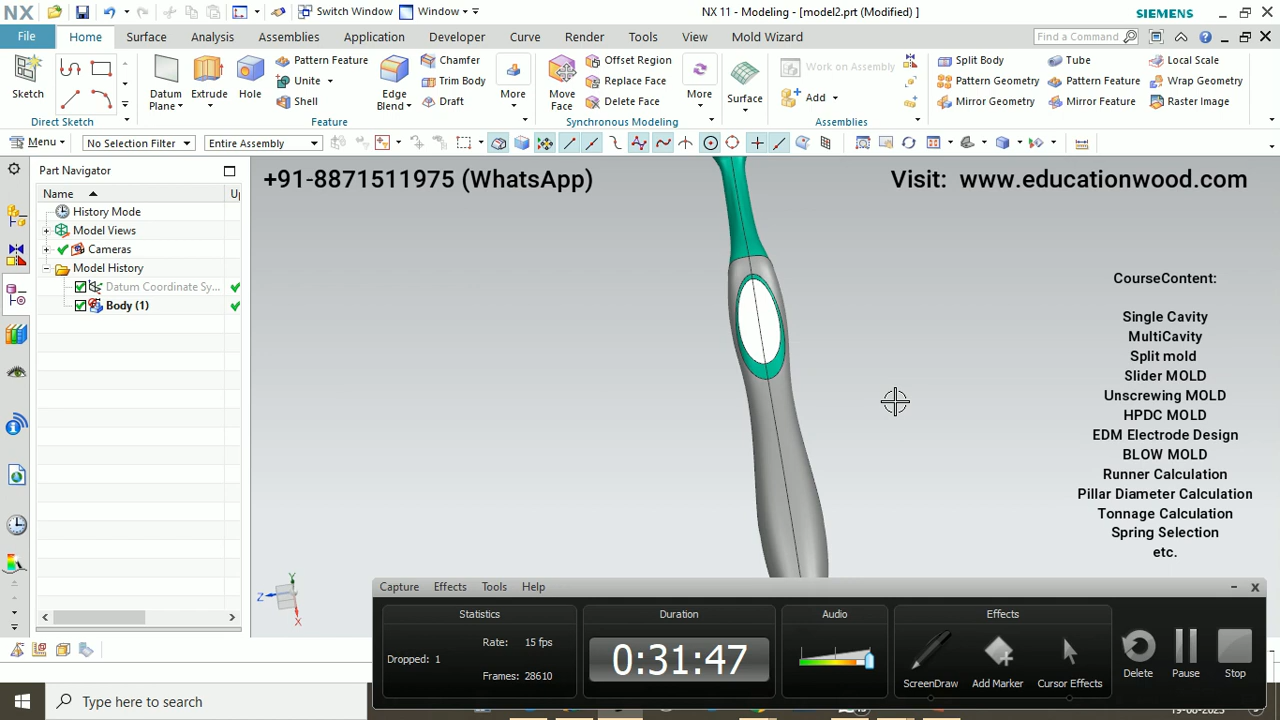 Switch Window
Window
NX 11 - Modeling - [model2.prt (Modified) ]
SIEMENS
File
Home
Surface
Analysis
Assemblies
Application
Developer
Curve
Render
Tools
View
Mold Wizard
Find a Command
Sketch
Direct Sketch
Datum
Plane
Extrude
Hole
Pattern Feature
Unite
Shell
Edge
Blend
Chamfer
Trim Body
Draft
More
Feature
Move
Face
Offset Region
Replace Face
Delete Face
More
Synchronous Modeling
Surface
Work on Assembly
Add
Assemblies
Split Body
Pattern Geometry
Mirror Geometry
Tube
Pattern Feature
Mirror Feature
Local Scale
Wrap Geometry
Raster Image
Menu
No Selection Filter
Entire Assembly
Part Navigator
Name
History Mode
Model Views
Cameras
Model History
Datum Coordinate Sy...
Body (1)
+91-8871511975 (WhatsApp)
Visit: www.educationwood.com
CourseContent:
Single Cavity
MultiCavity
Split mold
Slider MOLD
Unscrewing MOLD
HPDC MOLD
EDM Electrode Design
BLOW MOLD
Runner Calculation
Pillar Diameter Calculation
Tonnage Calculation
Spring Selection
etc.
Z
Y
X
Capture
Effects
Tools
Help
Statistics
Rate: 15 fps
Dropped: 1
Frames: 28610
Duration
0:31:47
Audio
Effects
ScreenDraw
Add Marker
Cursor Effects
Delete
Pause
Stop
Type here to search